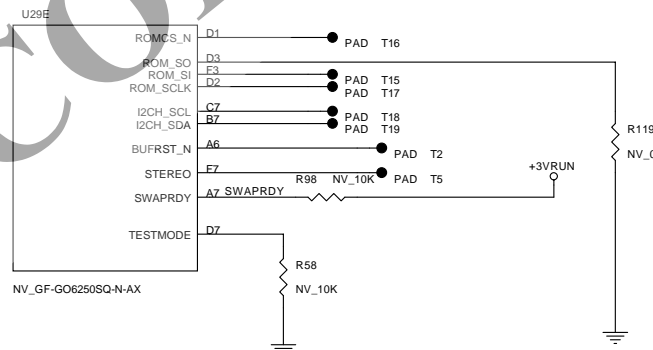 U29E
ROMCS_N D1 PAD T16
ROM_SO D3
ROM_SI F3 PAD T15
ROM_SCLK D2 PAD T17
I2CH_SCL C7 PAD T18
I2CH_SDA B7 PAD T19
BUFRST_N A6 PAD T2
STEREO F7 PAD T5
SWAPRDY A7 SWAPRDY R98 NV_10K +3VRUN
R119
NV_0
TESTMODE D7
R58
NV_10K
NV_GF-GO6250SQ-N-AX